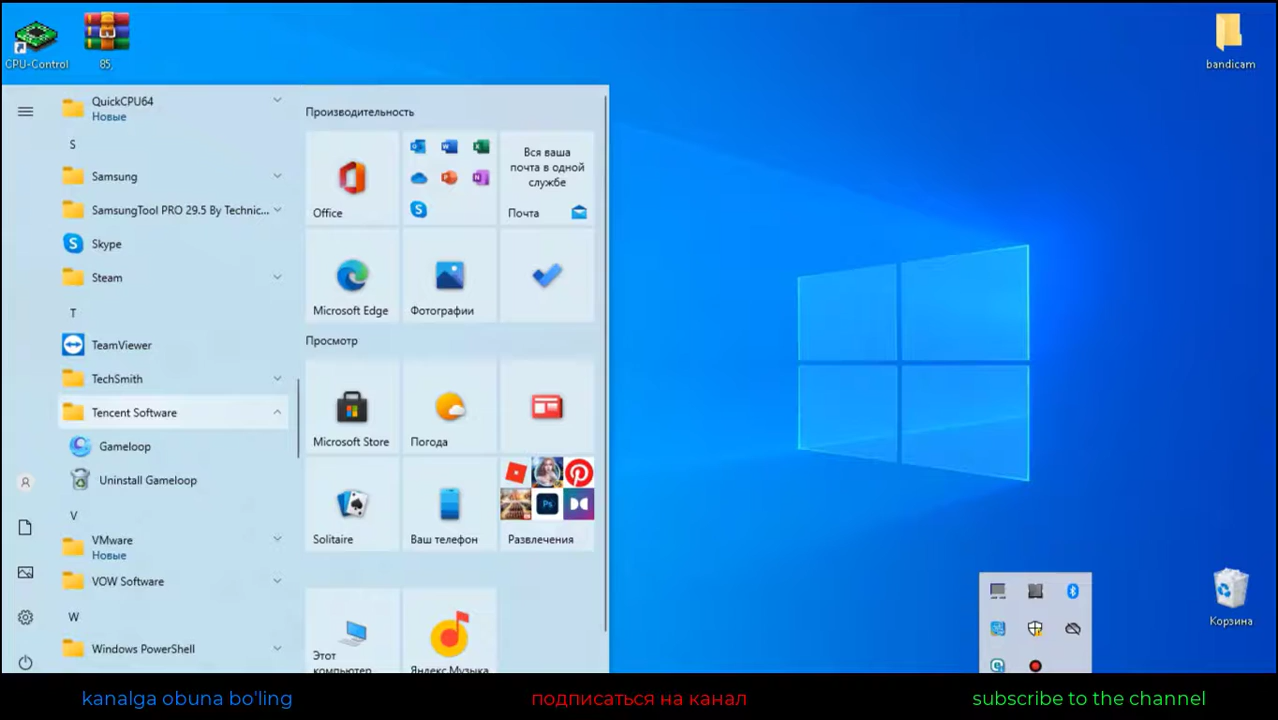 CPU-Control
85
bandicam
QuickCPU64
Новые
S
Samsung
SamsungTool PRO 29.5 By Technic...
Skype
Steam
T
TeamViewer
TechSmith
Tencent Software
Gameloop
Uninstall Gameloop
V
VMware
Новые
VOW Software
W
Windows PowerShell
Производительность
Office
Вся ваша
почта в одной
службе
Почта
Microsoft Edge
Фотографии
Просмотр
Microsoft Store
Погода
Solitaire
Ваш телефон
Развлечения
Этот
компьютер
Яндекс.Музыка
Корзина
kanalga obuna bo'ling
подписаться на канал
subscribe to the channel